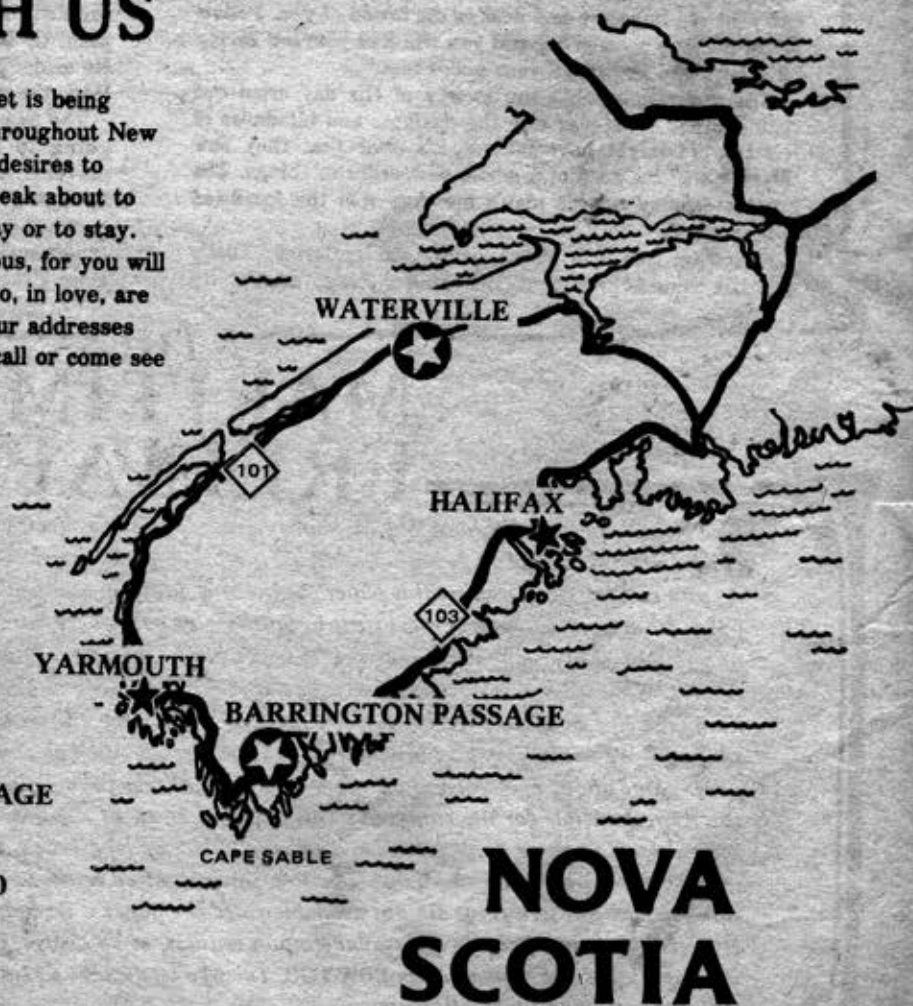 H US
et is being
roughout New
desires to
eak about to
sy or to stay.
ous, for you will
o, in love, are
ur addresses
call or come see
WATERVILLE
101
HALIFAX
103
YARMOUTH
BARRINGTON PASSAGE
AGE
CAPE SABLE
NOVA
SCOTIA